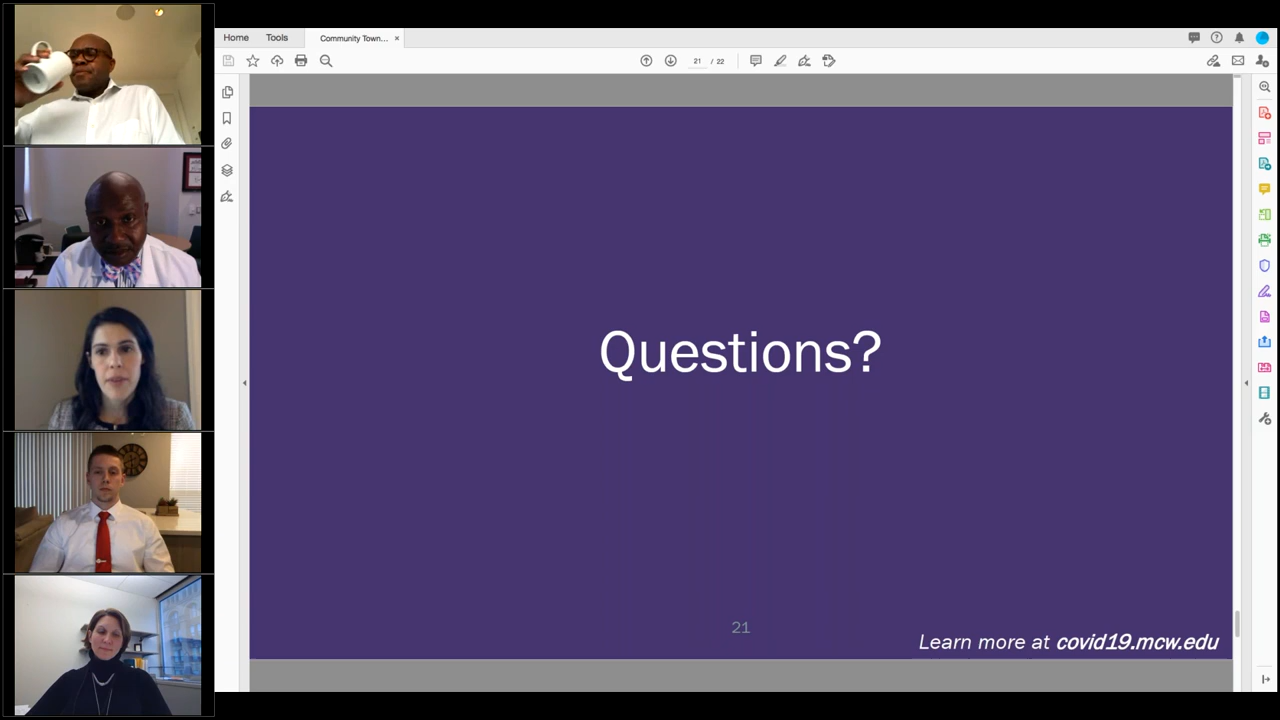 Home Tools Community Town... ×
21 / 22
Questions?
21
Learn more at covid19.mcw.edu